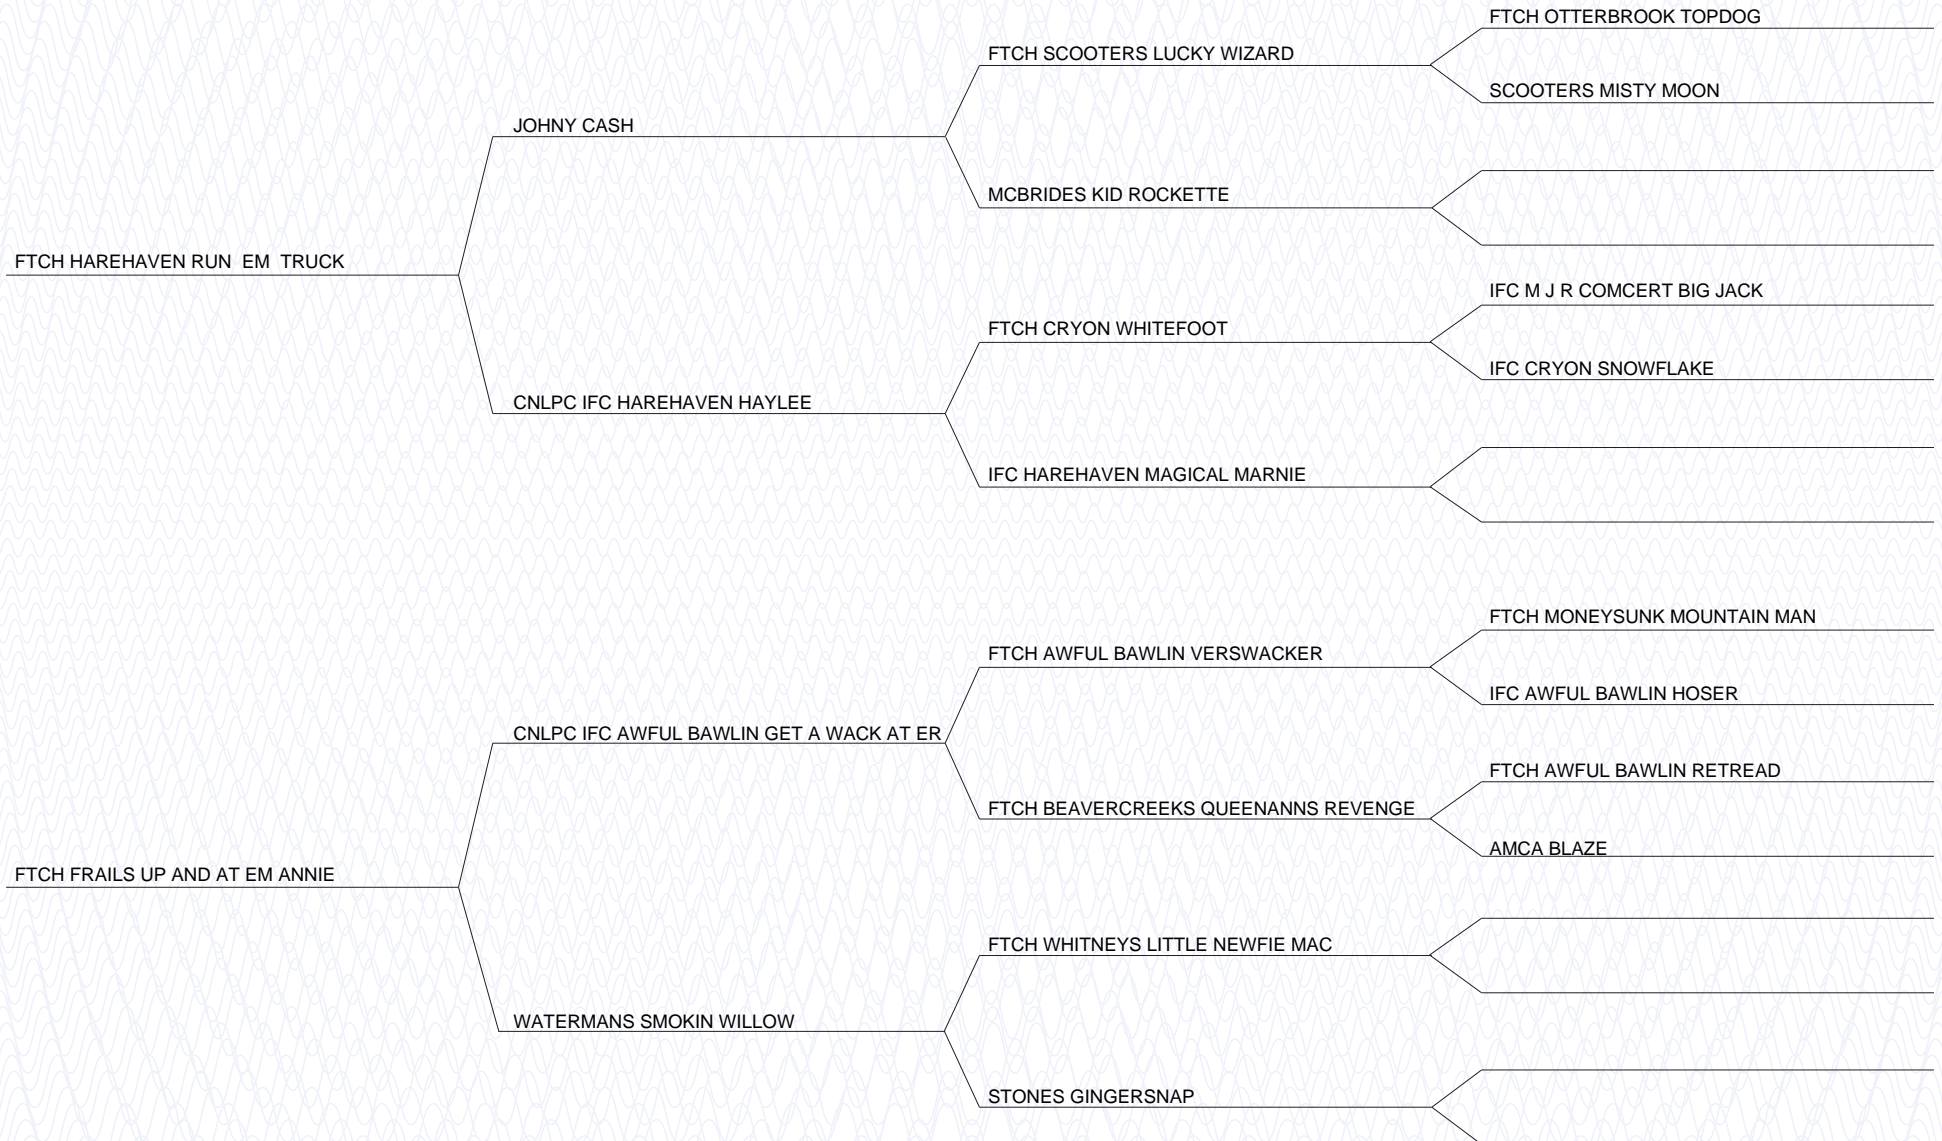 FTCH OTTERBROOK TOPDOG
FTCH SCOOTERS LUCKY WIZARD
SCOOTERS MISTY MOON
JOHNY CASH
MCBRIDES KID ROCKETTE
FTCH HAREHAVEN RUN  EM  TRUCK
IFC M J R COMCERT BIG JACK
FTCH CRYON WHITEFOOT
IFC CRYON SNOWFLAKE
CNLPC IFC HAREHAVEN HAYLEE
IFC HAREHAVEN MAGICAL MARNIE
FTCH MONEYSUNK MOUNTAIN MAN
FTCH AWFUL BAWLIN VERSWACKER
IFC AWFUL BAWLIN HOSER
CNLPC IFC AWFUL BAWLIN GET A WACK AT ER
FTCH AWFUL BAWLIN RETREAD
FTCH BEAVERCREEKS QUEENANNS REVENGE
AMCA BLAZE
FTCH FRAILS UP AND AT EM ANNIE
FTCH WHITNEYS LITTLE NEWFIE MAC
WATERMANS SMOKIN WILLOW
STONES GINGERSNAP